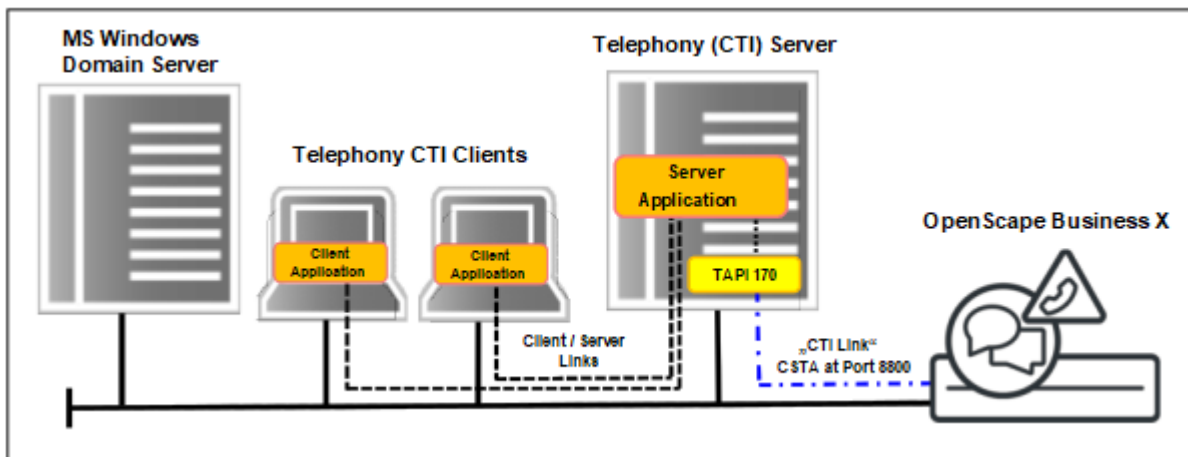 MS Windows
Domain Server
Telephony (CTI) Server
Telephony CTI Clients
Server
Application
OpenScape Business X
Client
Application
Client
Application
TAPI 170
Client / Server
Links
„CTI Link“
CSTA at Port 8800